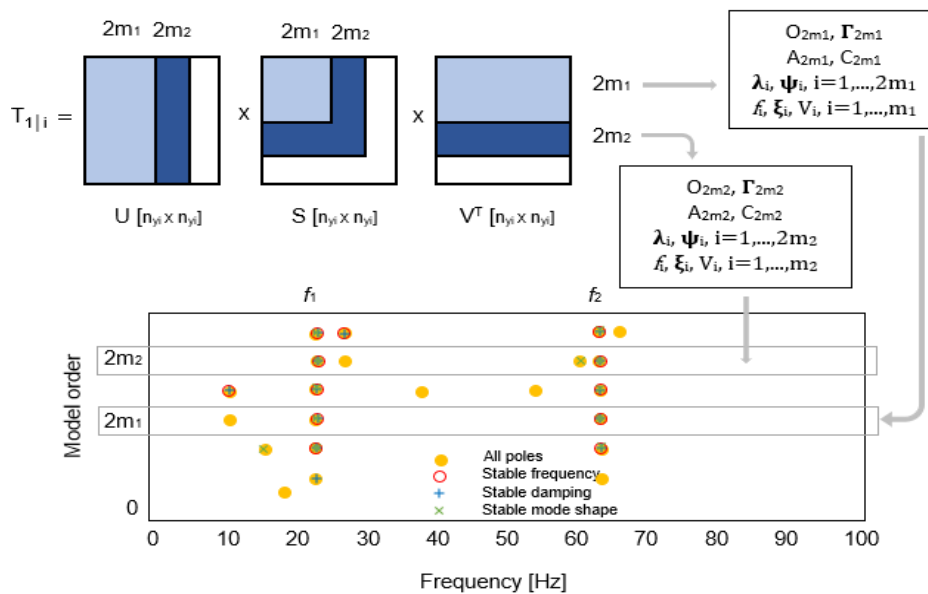 2m₁ 2m₂
2m₁ 2m₂
T₁|ᵢ =
x
x
2m₁
2m₂
U [nyi x nyi]
S [nyi x nyi]
Vᵀ [nyi x nyi]
O₂ₘ₁, Γ₂ₘ₁
A₂ₘ₁, C₂ₘ₁
λᵢ, ψᵢ, i=1,...,2m₁
fᵢ, ξᵢ, Vᵢ, i=1,...,m₁
O₂ₘ₂, Γ₂ₘ₂
A₂ₘ₂, C₂ₘ₂
λᵢ, ψᵢ, i=1,...,2m₂
fᵢ, ξᵢ, Vᵢ, i=1,...,m₂
f₁
f₂
Model order
2m₂
2m₁
0
All poles
Stable frequency
Stable damping
Stable mode shape
0 10 20 30 40 50 60 70 80 90 100
Frequency [Hz]